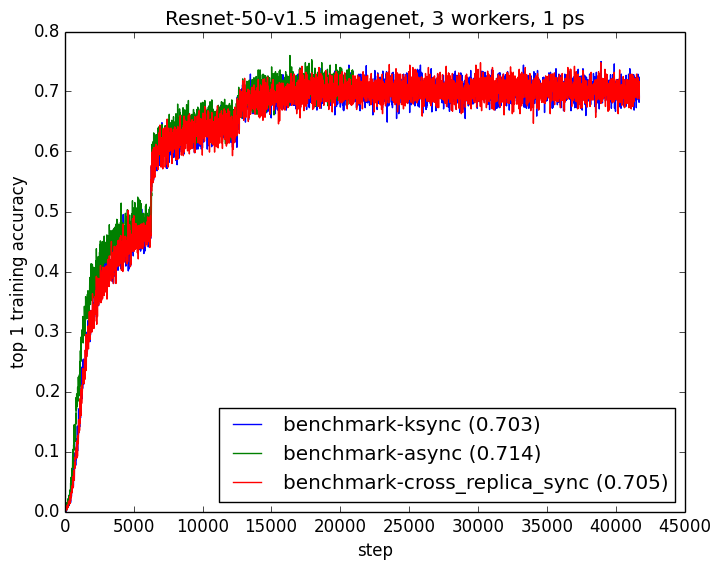 Resnet-50-v1.5 imagenet, 3 workers, 1 ps
top 1 training accuracy
0.8
0.7
0.6
0.5
0.4
0.3
0.2
0.1
0.0
benchmark-ksync (0.703)
benchmark-async (0.714)
benchmark-cross_replica_sync (0.705)
0 5000 10000 15000 20000 25000 30000 35000 40000 45000
step